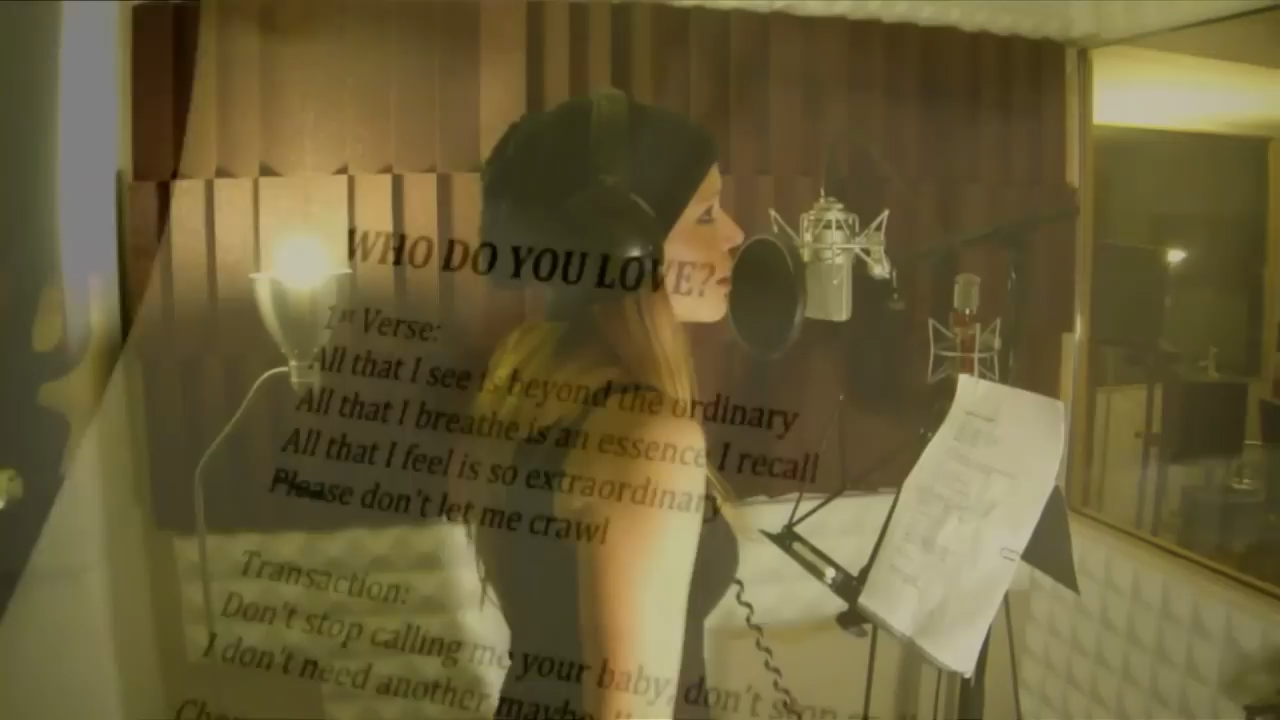 WHO DO YOU LOVE?
1st Verse:
All that I see is beyond the ordinary
All that I breathe is an essence I recall
All that I feel is so extraordinary
Please don't let me crawl
Transaction:
Don't stop calling me your baby, don't stop
I don't need another maybe